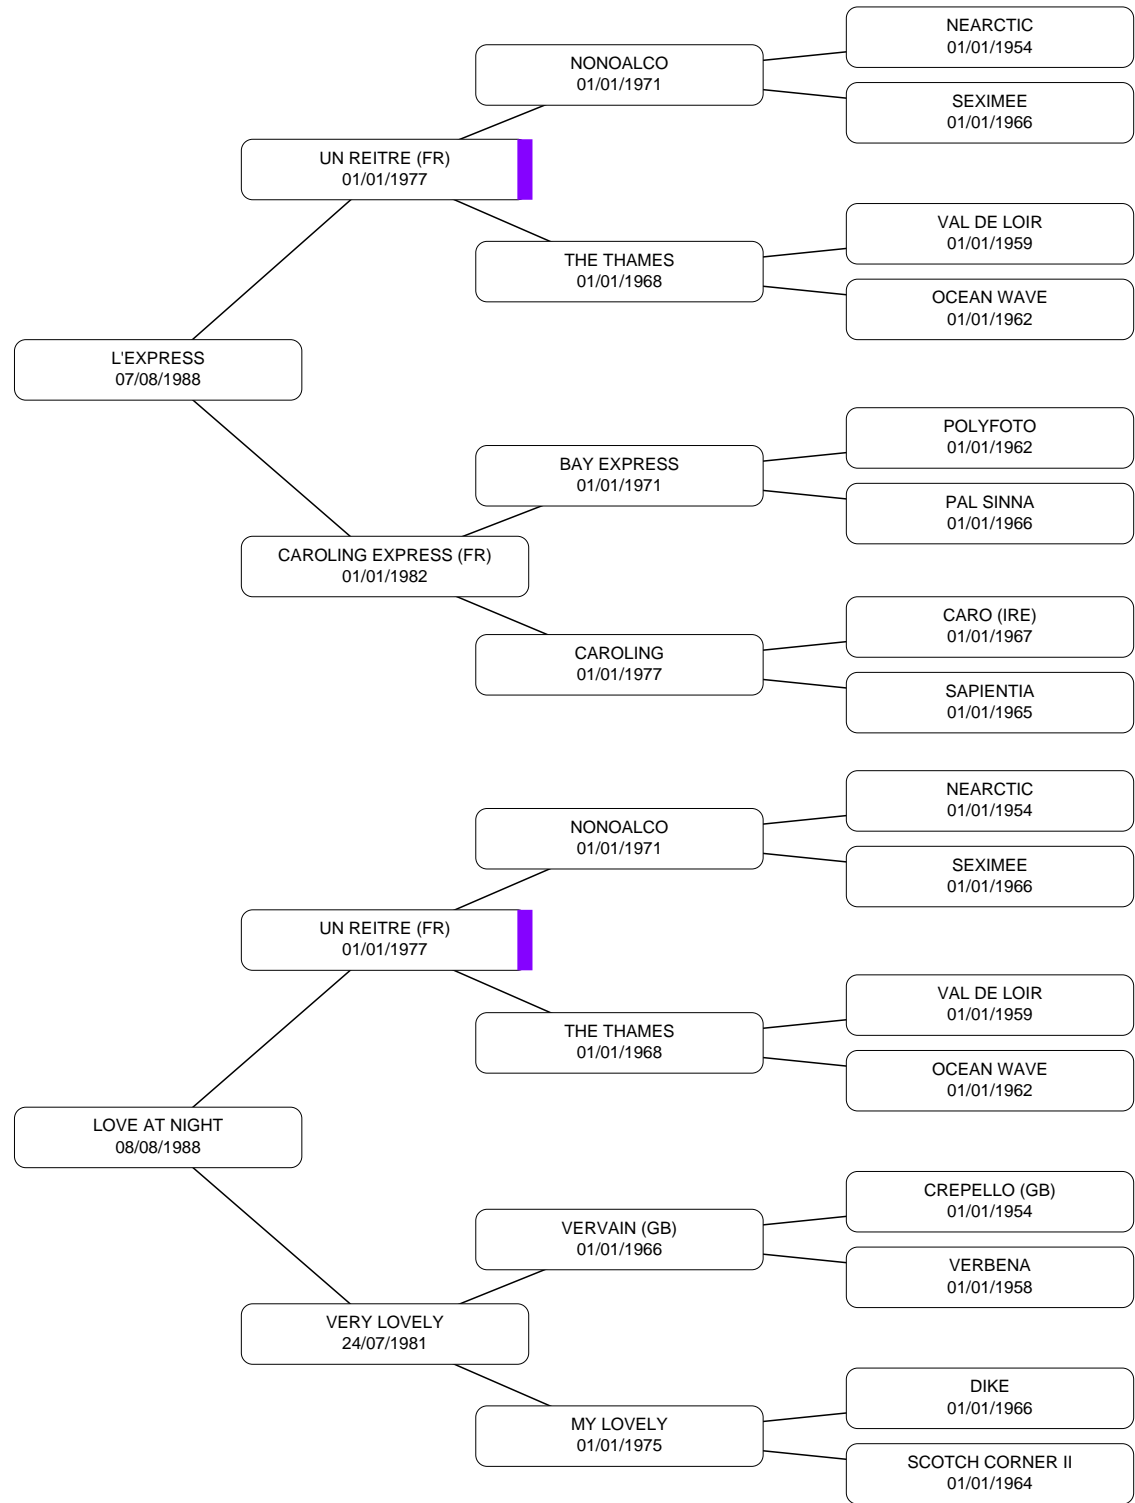 NEARCTIC
01/01/1954
NONOALCO
01/01/1971
SEXIMEE
01/01/1966
UN REITRE (FR)
01/01/1977
VAL DE LOIR
01/01/1959
THE THAMES
01/01/1968
OCEAN WAVE
01/01/1962
L'EXPRESS
07/08/1988
POLYFOTO
01/01/1962
BAY EXPRESS
01/01/1971
PAL SINNA
01/01/1966
CAROLING EXPRESS (FR)
01/01/1982
CARO (IRE)
01/01/1967
CAROLING
01/01/1977
SAPIENTIA
01/01/1965
NEARCTIC
01/01/1954
NONOALCO
01/01/1971
SEXIMEE
01/01/1966
UN REITRE (FR)
01/01/1977
VAL DE LOIR
01/01/1959
THE THAMES
01/01/1968
OCEAN WAVE
01/01/1962
LOVE AT NIGHT
08/08/1988
CREPELLO (GB)
01/01/1954
VERVAIN (GB)
01/01/1966
VERBENA
01/01/1958
VERY LOVELY
24/07/1981
DIKE
01/01/1966
MY LOVELY
01/01/1975
SCOTCH CORNER II
01/01/1964